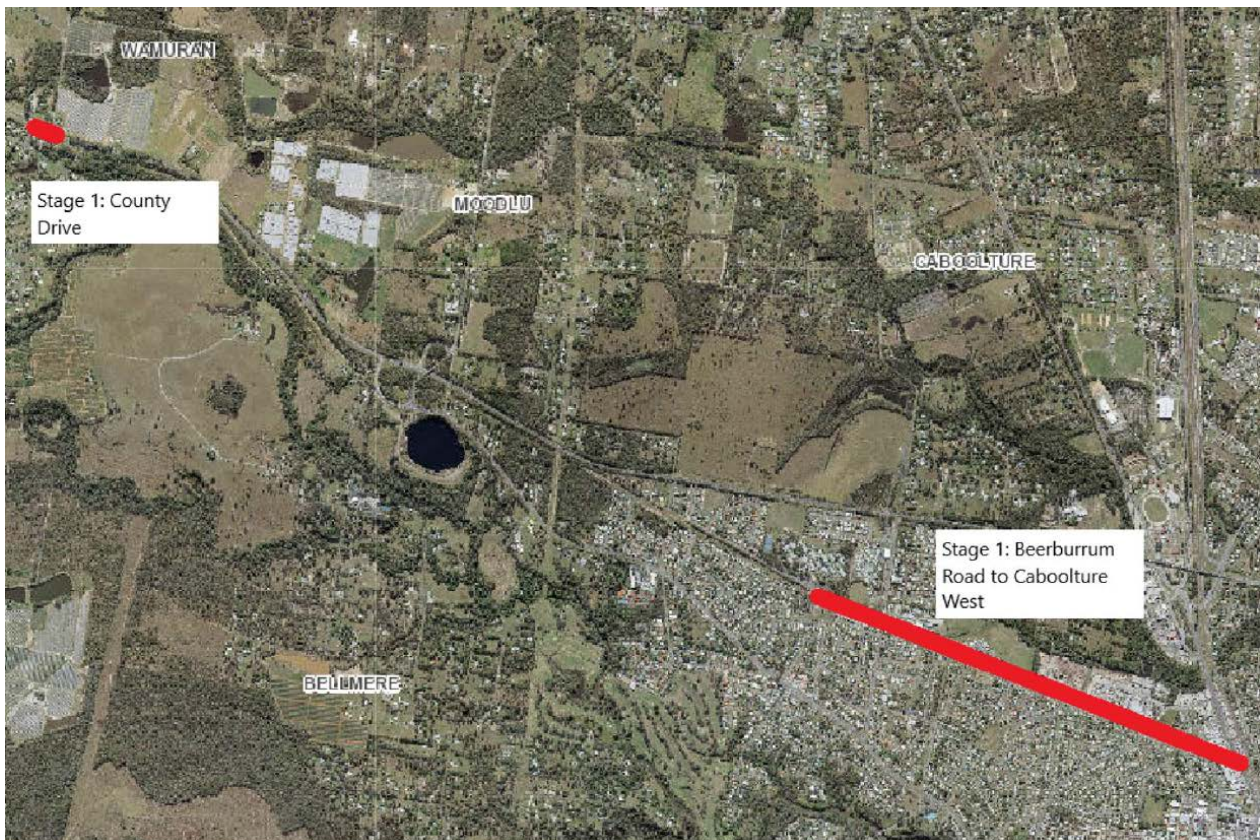 WAMURAN
Stage 1: County
Drive
MOODLU
CABOOLTURE
Stage 1: Beerburrum
Road to Caboolture
West
BELLMERE